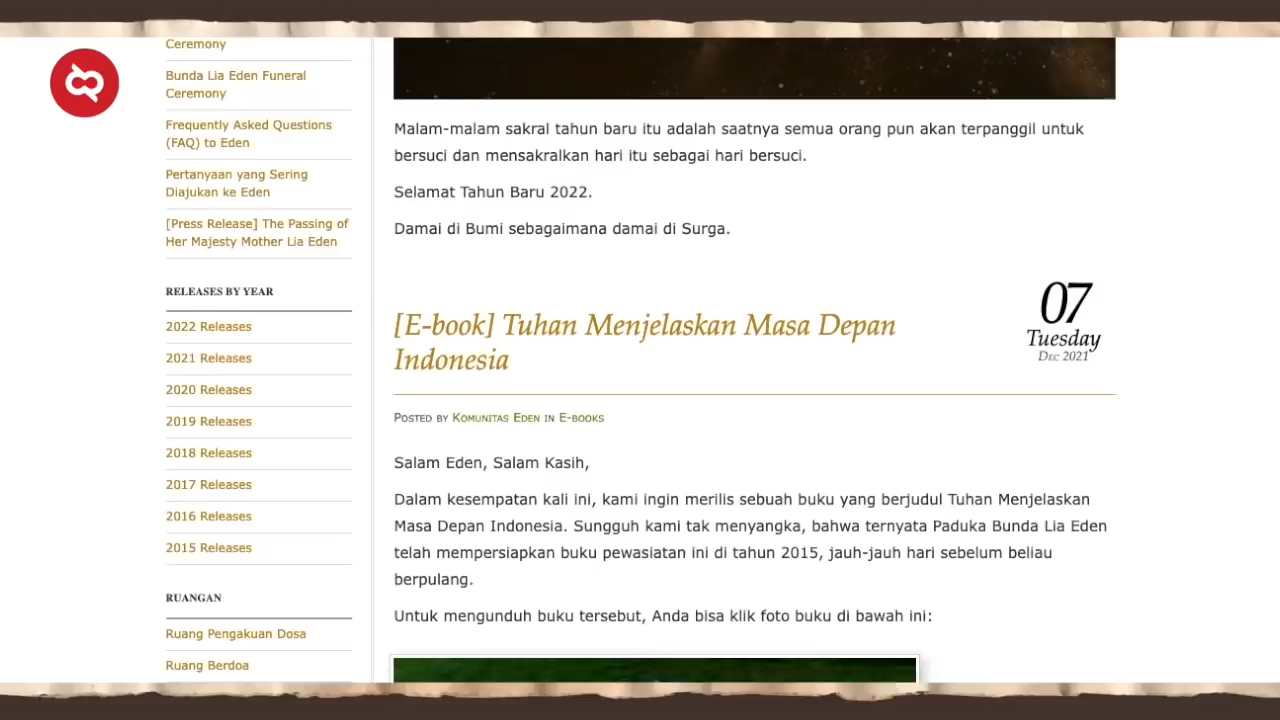 Ceremony
Bunda Lia Eden Funeral
Ceremony
Frequently Asked Questions
(FAQ) to Eden
Pertanyaan yang Sering
Diajukan ke Eden
[Press Release] The Passing of
Her Majesty Mother Lia Eden
RELEASES BY YEAR
2022 Releases
2021 Releases
2020 Releases
2019 Releases
2018 Releases
2017 Releases
2016 Releases
2015 Releases
RUANGAN
Ruang Pengakuan Dosa
Ruang Berdoa
Malam-malam sakral tahun baru itu adalah saatnya semua orang pun akan terpanggil untuk
bersuci dan mensakralkan hari itu sebagai hari bersuci.
Selamat Tahun Baru 2022.
Damai di Bumi sebagaimana damai di Surga.
[E-book] Tuhan Menjelaskan Masa Depan
Indonesia
07
Tuesday
Dec 2021
Posted by Komunitas Eden in E-books
Salam Eden, Salam Kasih,
Dalam kesempatan kali ini, kami ingin merilis sebuah buku yang berjudul Tuhan Menjelaskan
Masa Depan Indonesia. Sungguh kami tak menyangka, bahwa ternyata Paduka Bunda Lia Eden
telah mempersiapkan buku pewasiatan ini di tahun 2015, jauh-jauh hari sebelum beliau
berpulang.
Untuk mengunduh buku tersebut, Anda bisa klik foto buku di bawah ini: